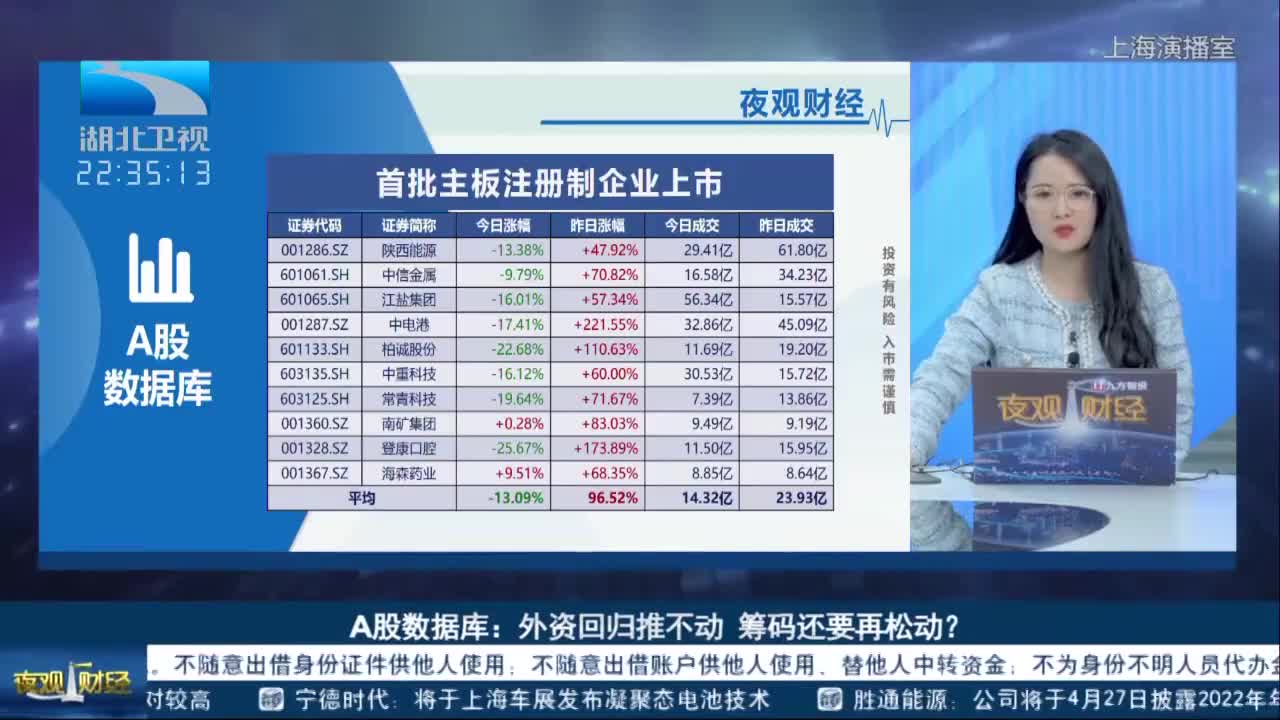 上海演播室
湖北卫视
22:35:13
夜观财经
A股
数据库
首批主板注册制企业上市
证券代码 证券简称 今日涨幅 昨日涨幅 今日成交 昨日成交
001286.SZ 陕西能源 -13.38% +47.92% 29.41亿 61.80亿
601061.SH 中信金属 -9.79% +70.82% 16.58亿 34.23亿
601065.SH 江盐集团 -16.01% +57.34% 56.34亿 15.57亿
001287.SZ 中电港 -17.41% +221.55% 32.86亿 45.09亿
601133.SH 柏诚股份 -22.68% +110.63% 11.69亿 19.20亿
603135.SH 中重科技 -16.12% +60.00% 30.53亿 15.72亿
603125.SH 常青科技 -19.64% +71.67% 7.39亿 13.86亿
001360.SZ 南矿集团 +0.28% +83.03% 9.49亿 9.19亿
001328.SZ 登康口腔 -25.67% +173.89% 11.50亿 15.95亿
001367.SZ 海森药业 +9.51% +68.35% 8.85亿 8.64亿
平均 -13.09% 96.52% 14.32亿 23.93亿
投资有风险 入市需谨慎
九方智投
夜观财经
A股数据库：外资回归推不动 筹码还要再松动？
夜观财经
。不随意出借身份证件供他人使用；不随意出借账户供他人使用、替他人中转资金；不为身份不明人员代办金
对较高 宁德时代：将于上海车展发布凝聚态电池技术 胜通能源：公司将于4月27日披露2022年年